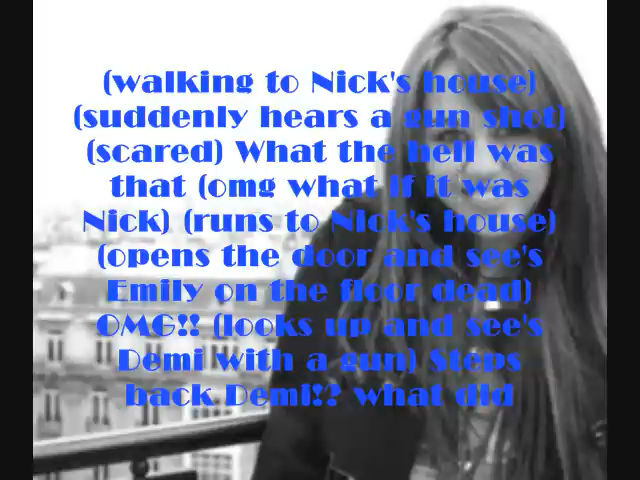 (walking to Nick's house)
(suddenly hears a gun shot)
(scared) What the hell was
that (omg what if it was
Nick) (runs to Nick's house)
(opens the door and see's
Emily on the floor dead)
OMG!! (looks up and see's
Demi with a gun) Steps
back Demi!? what did